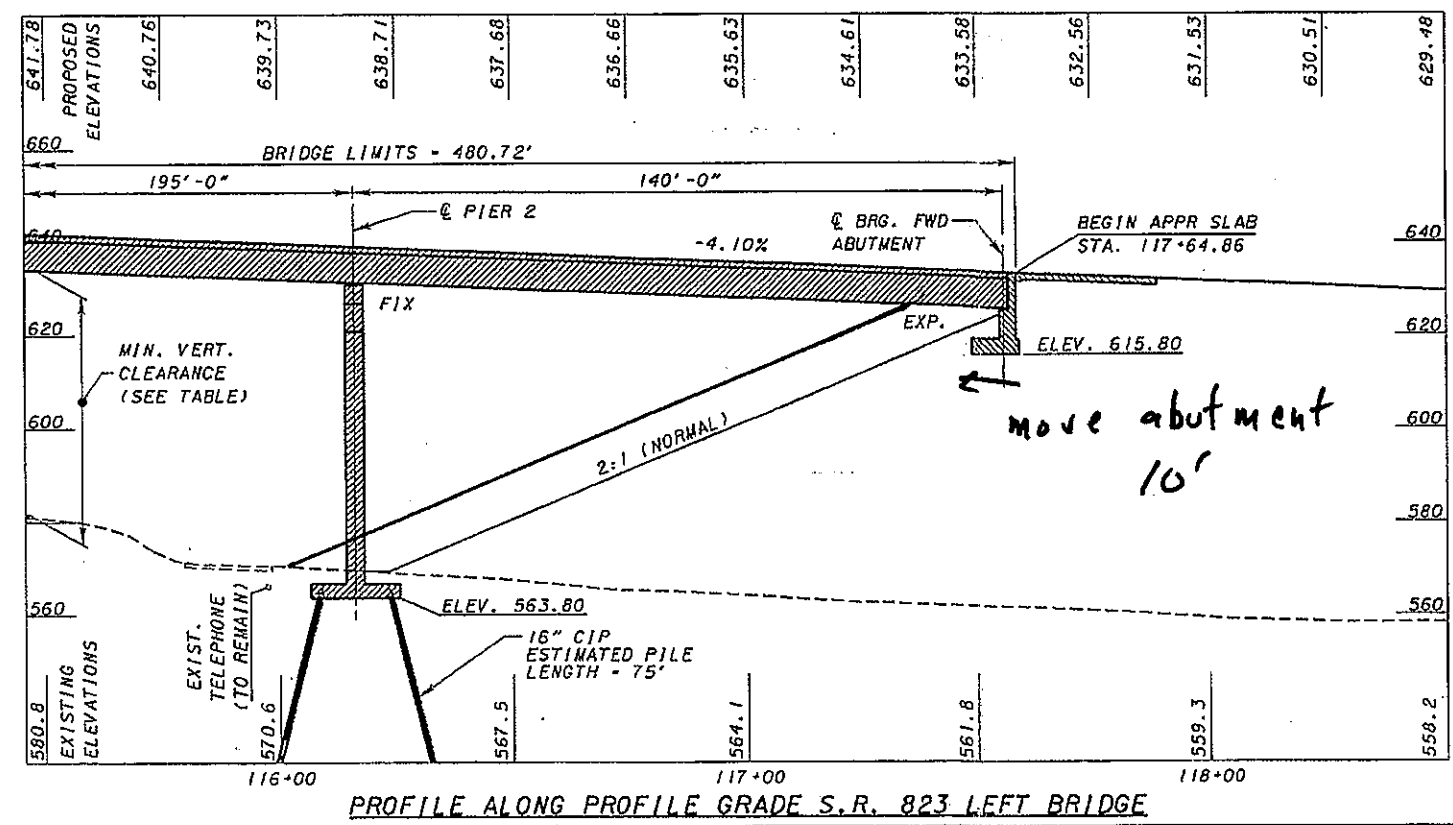 641.78
PROPOSED
ELEVATIONS
640.76
639.73
638.71
637.68
636.66
635.63
634.61
633.58
632.56
631.53
630.51
629.48
660
BRIDGE LIMITS - 480.72'
195'-0"
140'-0"
℄ PIER 2
℄ BRG. FWD
ABUTMENT
BEGIN APPR SLAB
STA. 117+64.86
640
-4.10%
640
FIX
EXP.
620
620
MIN. VERT.
CLEARANCE
(SEE TABLE)
ELEV. 615.80
move abutment
10'
600
600
2:1 (NORMAL)
580
560
560
EXIST.
TELEPHONE
(TO REMAIN)
ELEV. 563.80
16" CIP
ESTIMATED PILE
LENGTH - 75'
580.8
EXISTING
ELEVATIONS
570.6
567.5
564.1
561.8
559.3
558.2
116+00
117+00
118+00
PROFILE ALONG PROFILE GRADE S.R. 823 LEFT BRIDGE